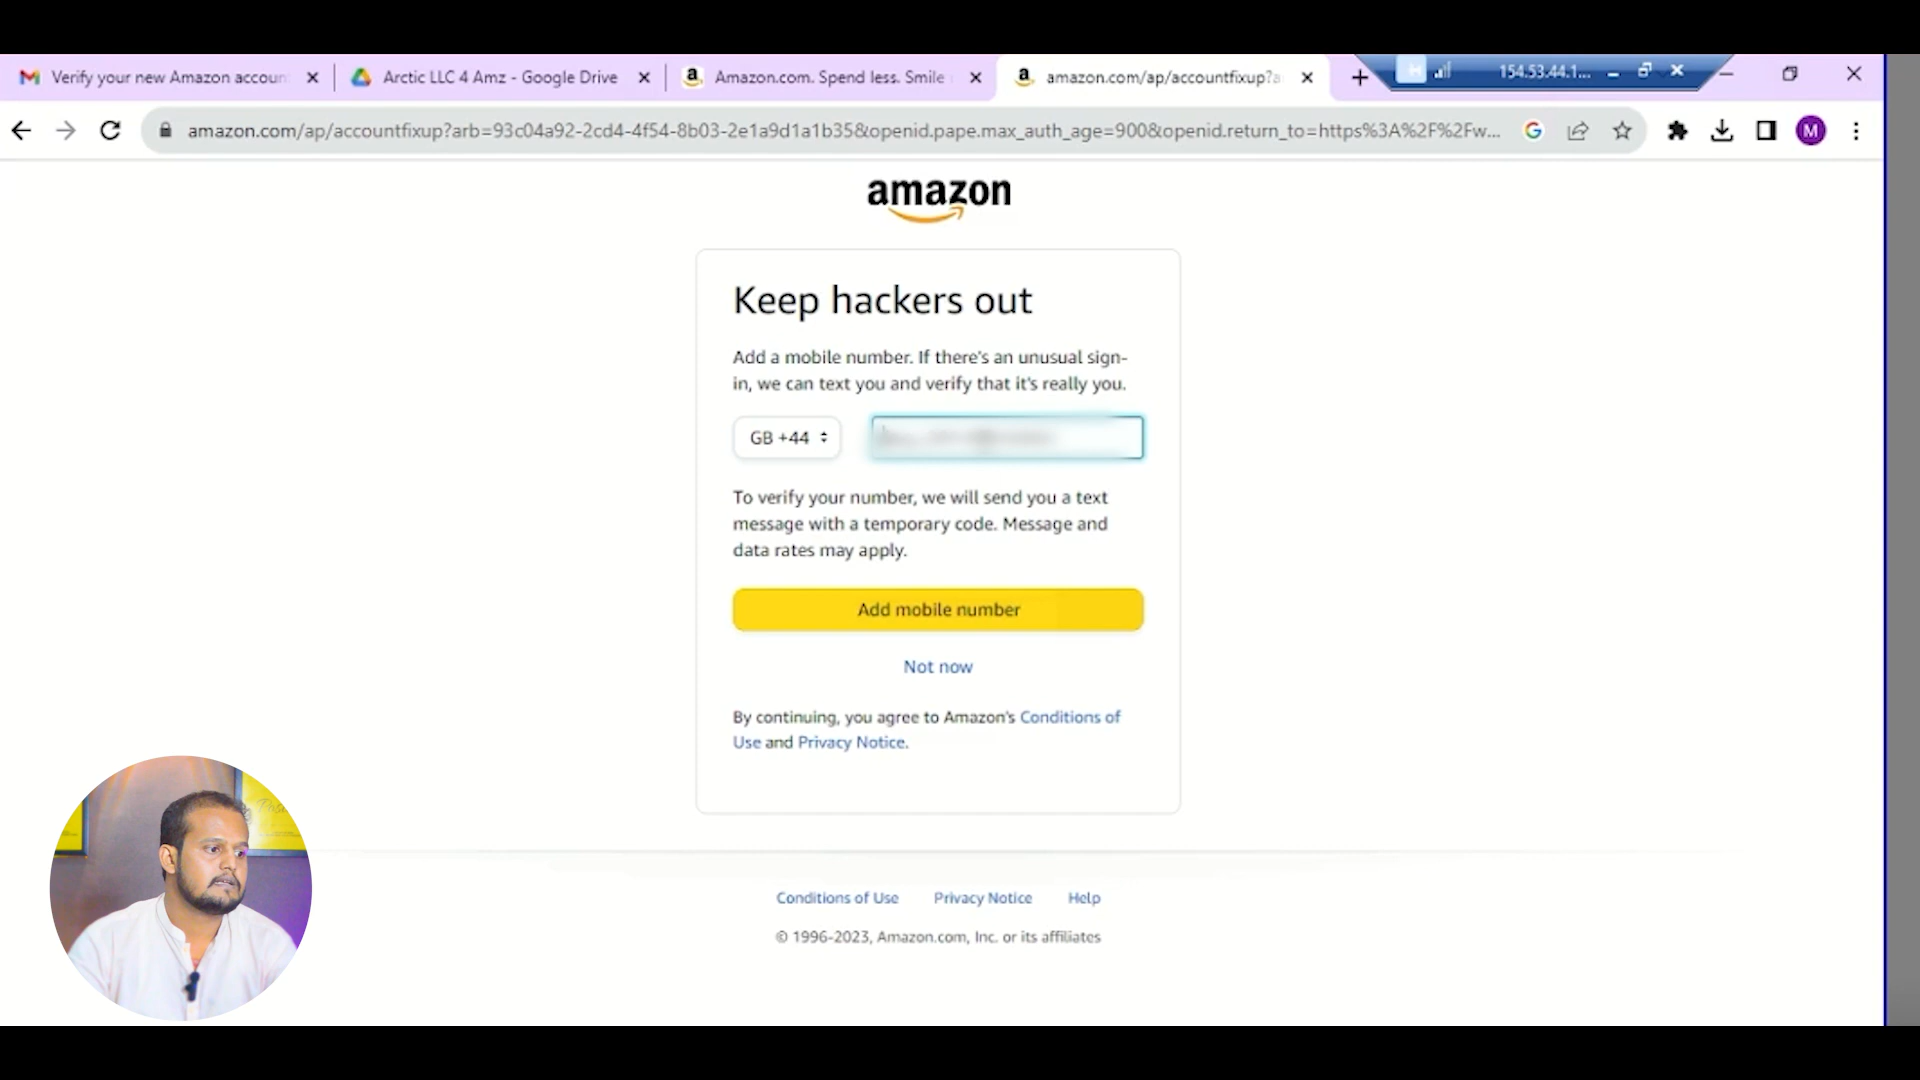 Verify your new Amazon accoun
Arctic LLC 4 Amz - Google Drive
Amazon.com. Spend less. Smile
amazon.com/ap/accountfixup?a
154.53.44.1...
amazon.com/ap/accountfixup?arb=93c04a92-2cd4-4f54-8b03-2e1a9d1a1b35&openid.pape.max_auth_age=900&openid.return_to=https%3A%2F%2Fw...
M
amazon
Keep hackers out
Add a mobile number. If there's an unusual sign-
in, we can text you and verify that it's really you.
GB +44
To verify your number, we will send you a text
message with a temporary code. Message and
data rates may apply.
Add mobile number
Not now
By continuing, you agree to Amazon's Conditions of
Use and Privacy Notice.
Conditions of Use Privacy Notice Help
© 1996-2023, Amazon.com, Inc. or its affiliates